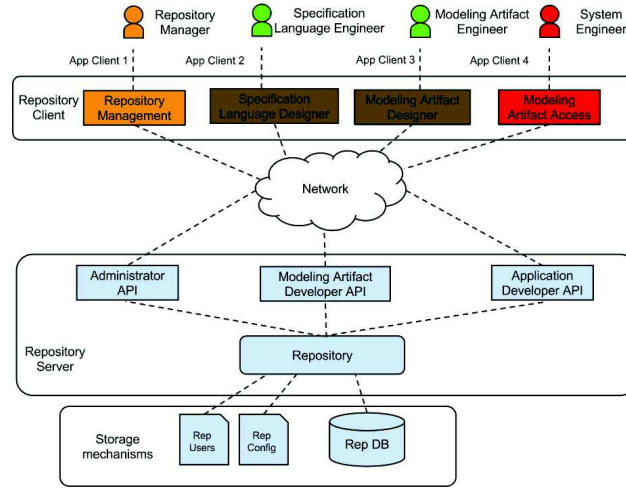 Repository
Manager
Specification
Language Engineer
Modeling Artifact
Engineer
System
Engineer
App Client 1
App Client 2
App Client 3
App Client 4
Repository
Client
Repository
Management
Specification
Language Designer
Modeling Artifact
Designer
Modeling
Artifact Access
Network
Administrator
API
Modeling Artifact
Developer API
Application
Developer API
Repository
Server
Repository
Storage
mechanisms
Rep
Users
Rep
Config
Rep DB